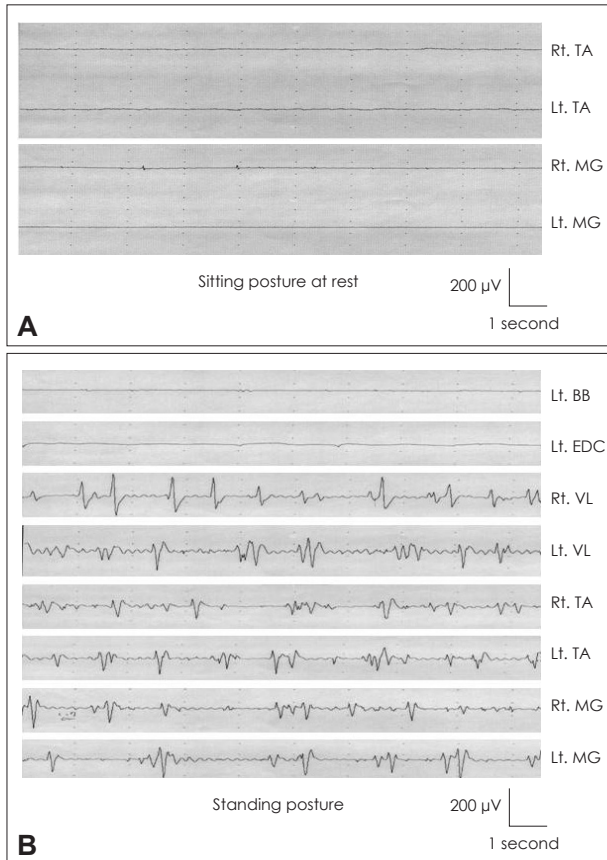 Rt. TA
Lt. TA
Rt. MG
Lt. MG
Sitting posture at rest
200 µV
1 second
A
Lt. BB
Lt. EDC
Rt. VL
Lt. VL
Rt. TA
Lt. TA
Rt. MG
Lt. MG
Standing posture
200 µV
1 second
B